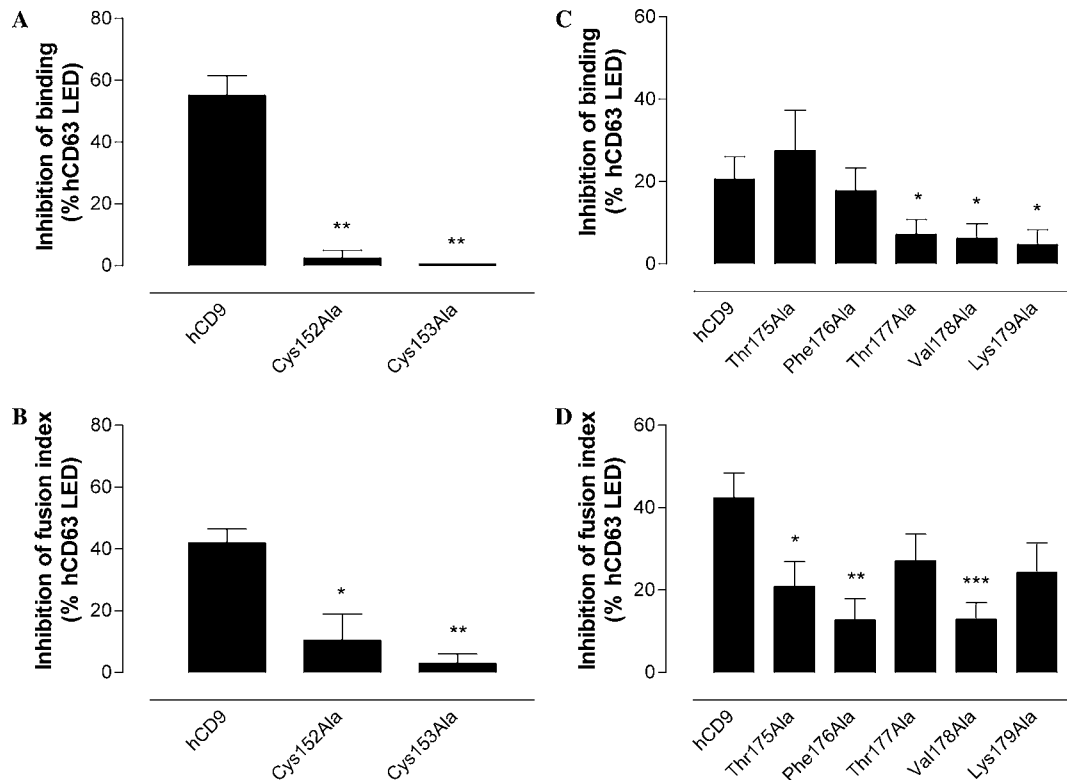 A
Inhibition of binding
(%hCD63 LED)
80
60
40
20
0
**
**
hCD9
Cys152Ala
Cys153Ala
B
Inhibition of fusion index
(% hCD63 LED)
80
60
40
20
0
*
**
hCD9
Cys152Ala
Cys153Ala
C
Inhibition of binding
(% hCD63 LED)
60
40
20
0
*
*
*
hCD9
Thr175Ala
Phe176Ala
Thr177Ala
Val178Ala
Lys179Ala
D
Inhibition of fusion index
(% hCD63 LED)
60
40
20
0
*
**
***
hCD9
Thr175Ala
Phe176Ala
Thr177Ala
Val178Ala
Lys179Ala